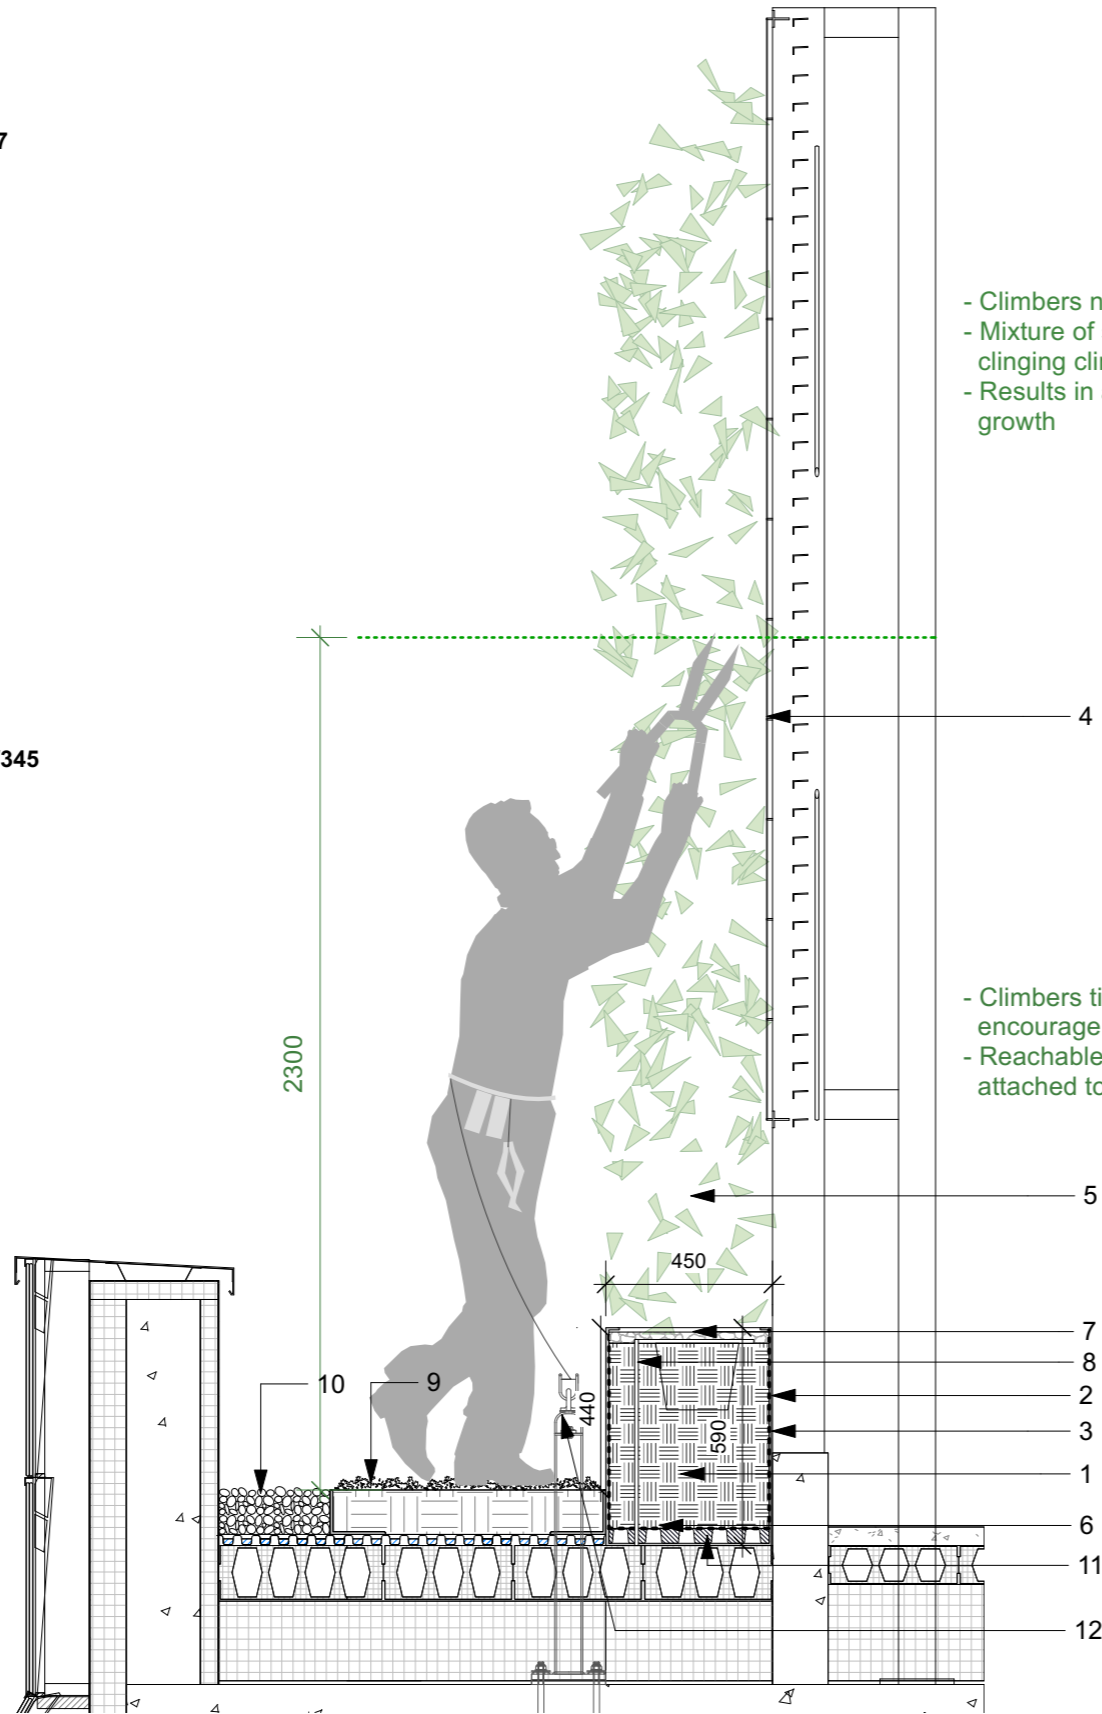 7
- Climbers n
- Mixture of
clinging cli
- Results in
growth
4
345
2300
- Climbers ti
encourage
- Reachable
attached to
5
450
7
8
10
9
2
440
590
3
1
6
11
12